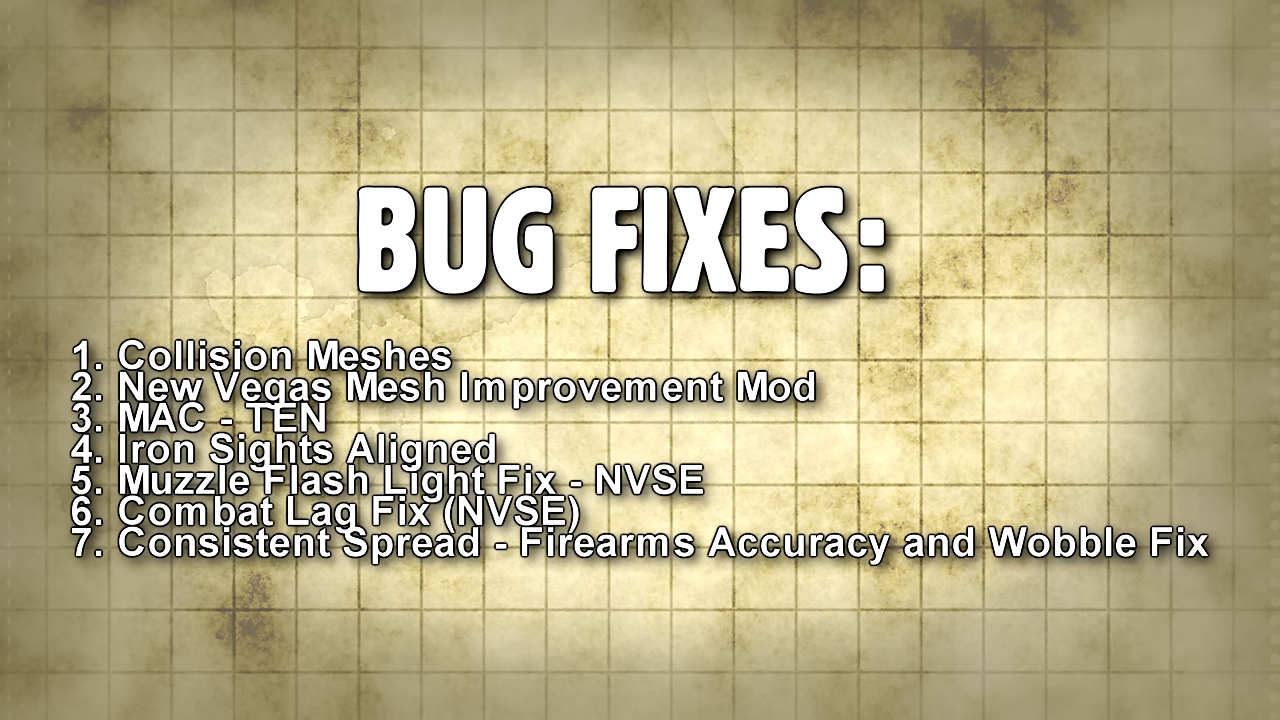 BUG FIXES:
1. Collision Meshes
2. New Vegas Mesh Improvement Mod
3. MAC - TEN
4. Iron Sights Aligned
5. Muzzle Flash Light Fix - NVSE
6. Combat Lag Fix (NVSE)
7. Consistent Spread - Firearms Accuracy and Wobble Fix